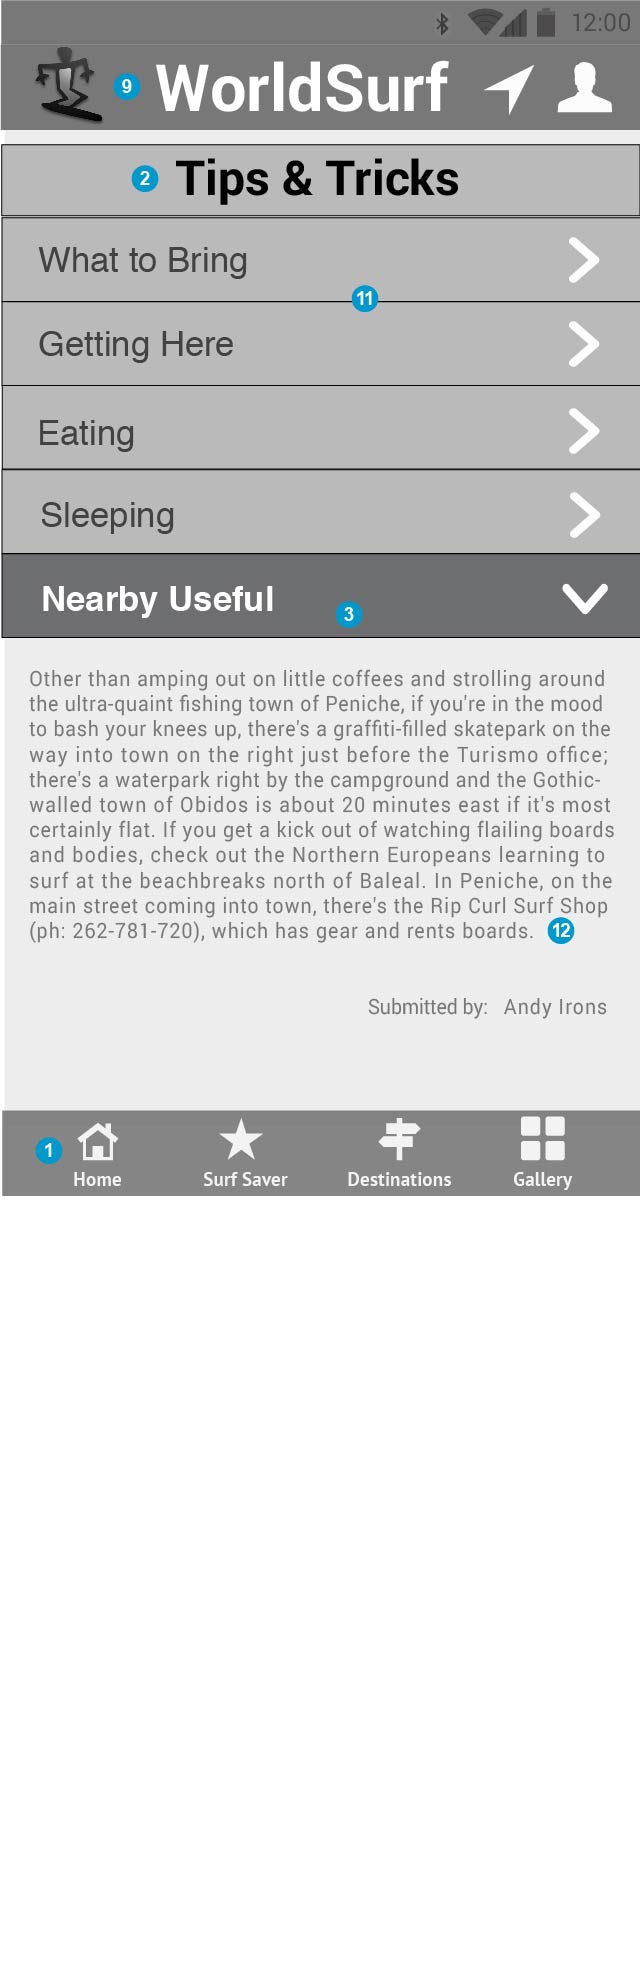 12:00
9 WorldSurf
2 Tips & Tricks
What to Bring
11
Getting Here
Eating
Sleeping
Nearby Useful 3
Other than amping out on little coffees and strolling around
the ultra-quaint fishing town of Peniche, if you're in the mood
to bash your knees up, there's a graffiti-filled skatepark on the
way into town on the right just before the Turismo office;
there's a waterpark right by the campground and the Gothic-
walled town of Obidos is about 20 minutes east if it's most
certainly flat. If you get a kick out of watching flailing boards
and bodies, check out the Northern Europeans learning to
surf at the beachbreaks north of Baleal. In Peniche, on the
main street coming into town, there's the Rip Curl Surf Shop
(ph: 262-781-720), which has gear and rents boards. 12
Submitted by: Andy Irons
1
Home Surf Saver Destinations Gallery